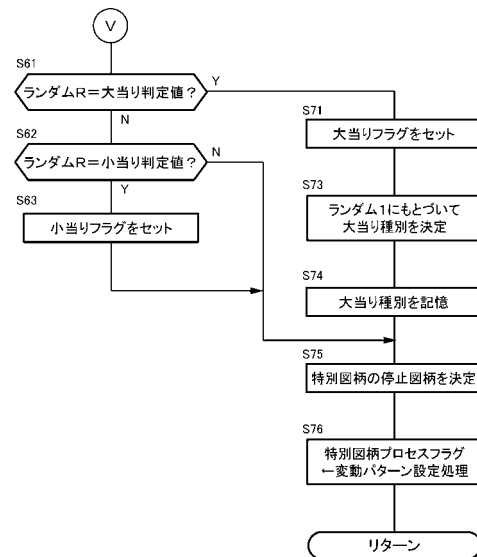 V
S61
ランダムR=大当り判定値?
Y
N
S62
ランダムR=小当り判定値?
N
Y
S63
小当りフラグをセット
S71
大当りフラグをセット
S73
ランダム1にもとづいて
大当り種別を決定
S74
大当り種別を記憶
S75
特別図柄の停止図柄を決定
S76
特別図柄プロセスフラグ
←変動パターン設定処理
リターン